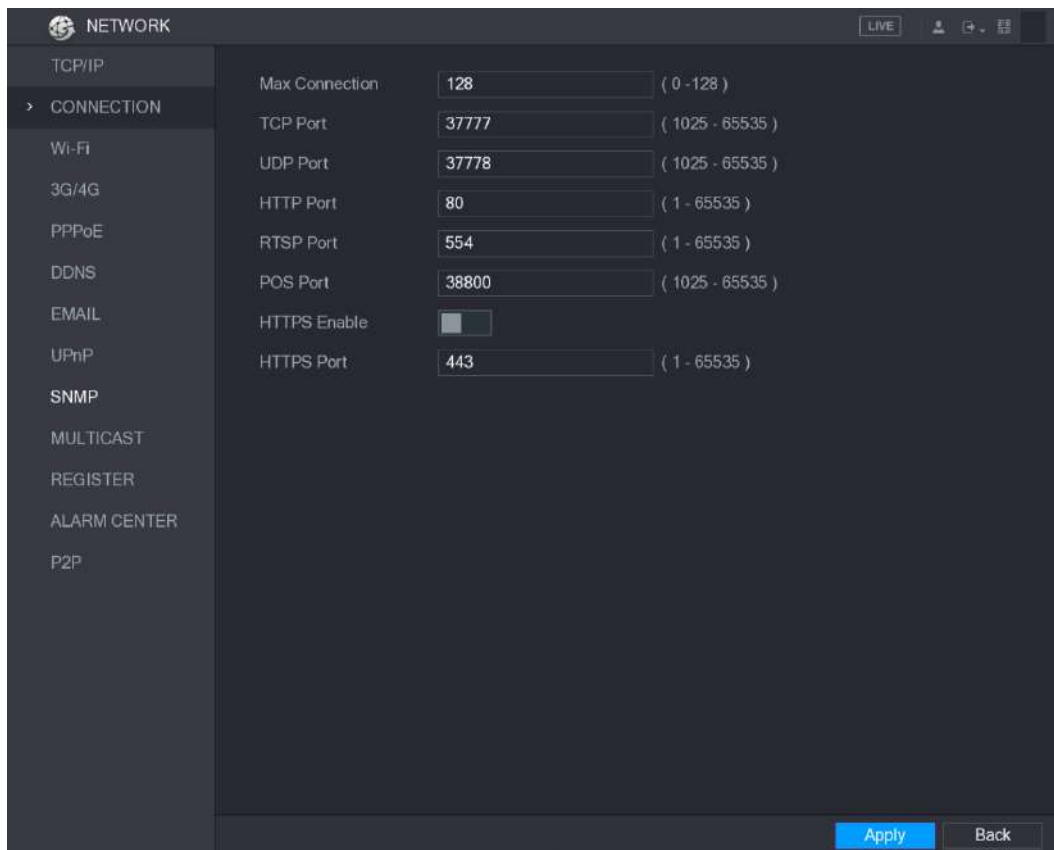 NETWORK
LIVE
TCP/IP
CONNECTION
Wi-Fi
3G/4G
PPPoE
DDNS
EMAIL
UPnP
SNMP
MULTICAST
REGISTER
ALARM CENTER
P2P
Max Connection 128 ( 0 -128 )
TCP Port 37777 ( 1025 - 65535 )
UDP Port 37778 ( 1025 - 65535 )
HTTP Port 80 ( 1 - 65535 )
RTSP Port 554 ( 1 - 65535 )
POS Port 38800 ( 1025 - 65535 )
HTTPS Enable
HTTPS Port 443 ( 1 - 65535 )
Apply Back